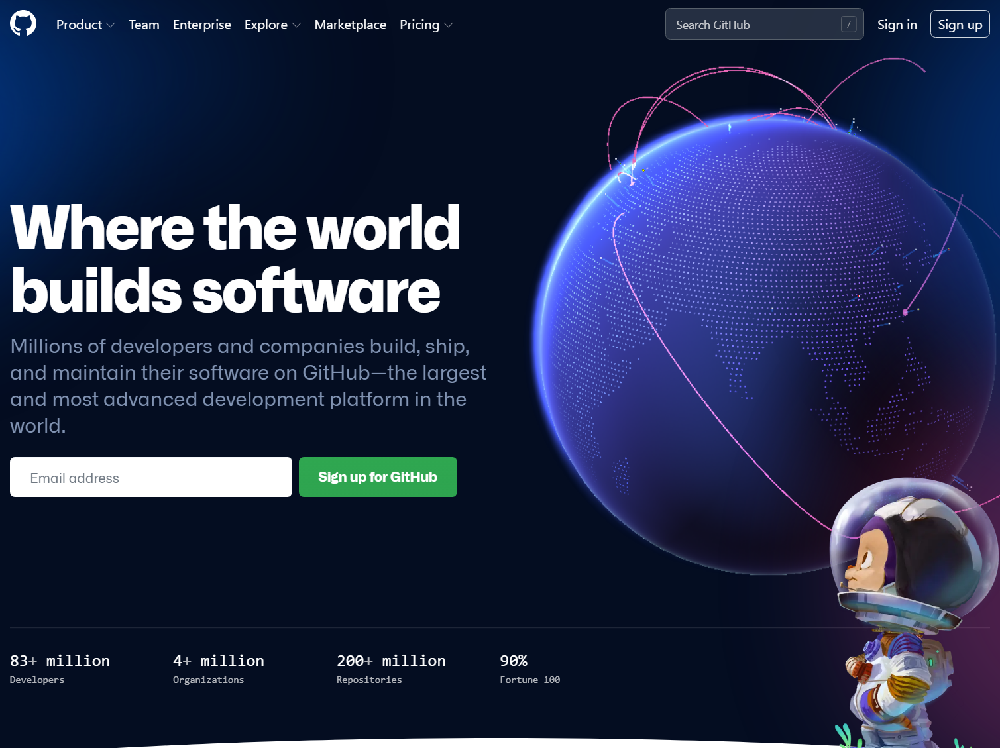 Product Team Enterprise Explore Marketplace Pricing Search GitHub / Sign in Sign up
Where the world
builds software
Millions of developers and companies build, ship,
and maintain their software on GitHub—the largest
and most advanced development platform in the
world.
Email address Sign up for GitHub
83+ million 4+ million 200+ million 90%
Developers Organizations Repositories Fortune 100